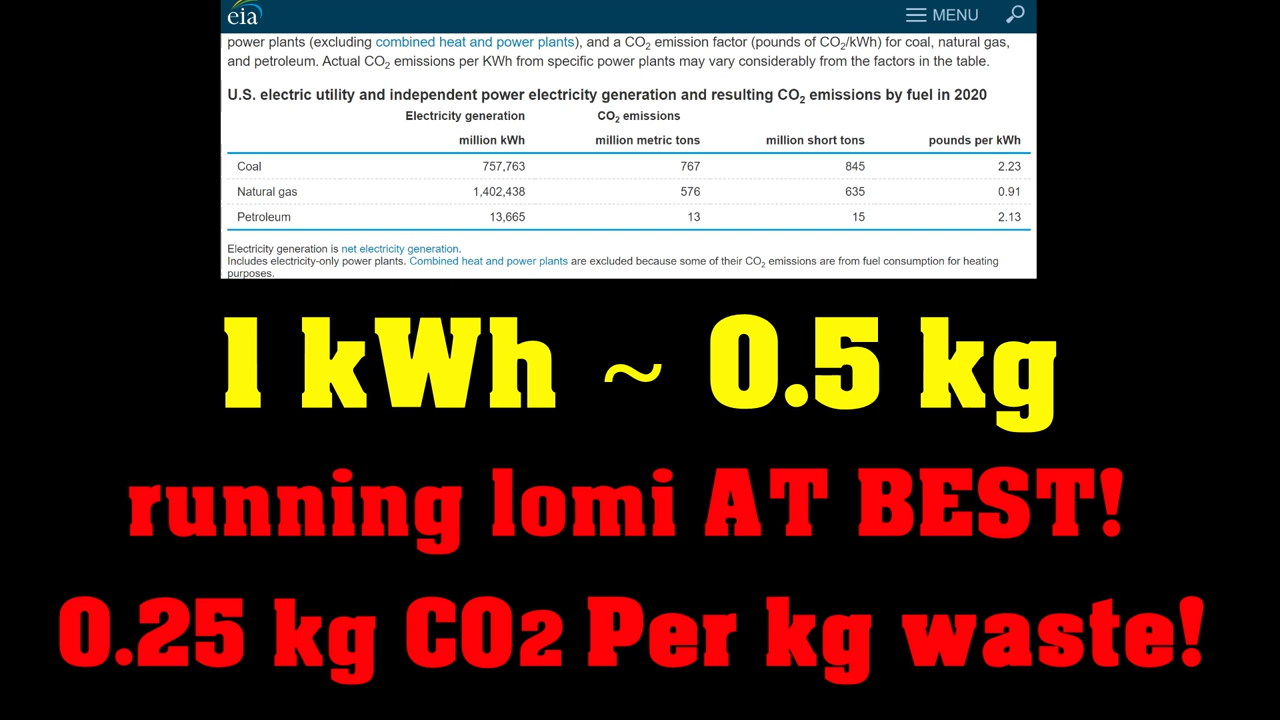 eia
MENU
power plants (excluding combined heat and power plants), and a CO2 emission factor (pounds of CO2/kWh) for coal, natural gas,
and petroleum. Actual CO2 emissions per KWh from specific power plants may vary considerably from the factors in the table.
U.S. electric utility and independent power electricity generation and resulting CO2 emissions by fuel in 2020
Electricity generation CO2 emissions
million kWh million metric tons million short tons pounds per kWh
Coal 757,763 767 845 2.23
Natural gas 1,402,438 576 635 0.91
Petroleum 13,665 13 15 2.13
Electricity generation is net electricity generation.
Includes electricity-only power plants. Combined heat and power plants are excluded because some of their CO2 emissions are from fuel consumption for heating
purposes.
1 kWh ~ 0.5 kg
running lomi AT BEST!
0.25 kg CO2 Per kg waste!